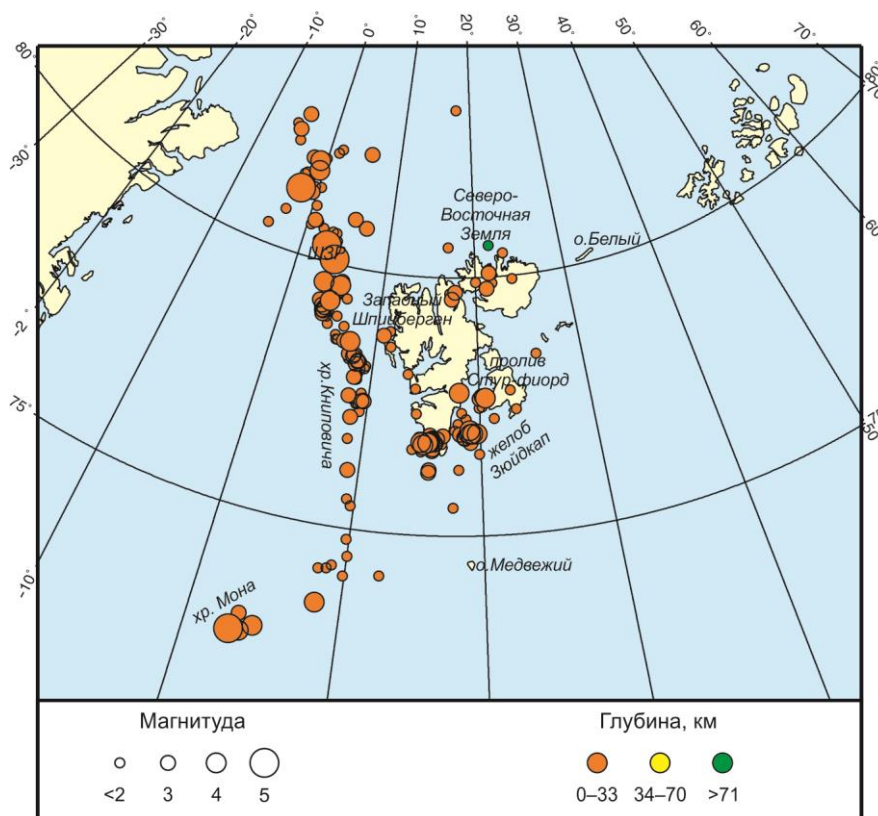 -30° -20° -10° 0° 10° 20° 30° 40° 50° 60° 70°
80°
80°
70
-30°
60
-2°
50
75°
-10°
Северо-
Восточная
Земля
о.Белый
ШЗР
Западный
Шпицберген
пролив
Стур-фиорд
хр.Книповича
желоб
Зюйдкап
о.Медвежий
хр. Мона
Магнитуда
<2 3 4 5
Глубина, км
0–33 34–70 >71